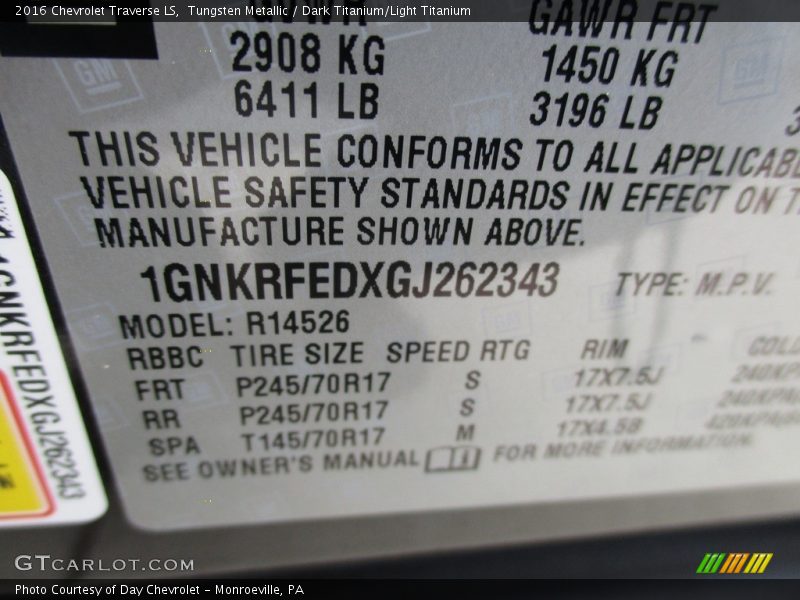 2016 Chevrolet Traverse LS,  Tungsten Metallic / Dark Titanium/Light Titanium
GAWR FRT
2908 KG 1450 KG
6411 LB 3196 LB
THIS VEHICLE CONFORMS TO ALL
VEHICLE SAFETY STANDARDS IN EFFECT ON
MANUFACTURE SHOWN ABOVE.
1GNKRFEDXGJ262343 TYPE: M.P.V.
MODEL: R14526
RBBC TIRE SIZE SPEED RTG RIM COLD
FRT P245/70R17 S 17X7.5J
RR P245/70R17 S 17X7.5J
SPA T145/70R17 M 17X4.5B
SEE OWNER'S MANUAL FOR MORE INFORMATION.
1GNKRFEDXGJ262343
GM
GTCARLOT.COM
Photo Courtesy of Day Chevrolet - Monroeville, PA